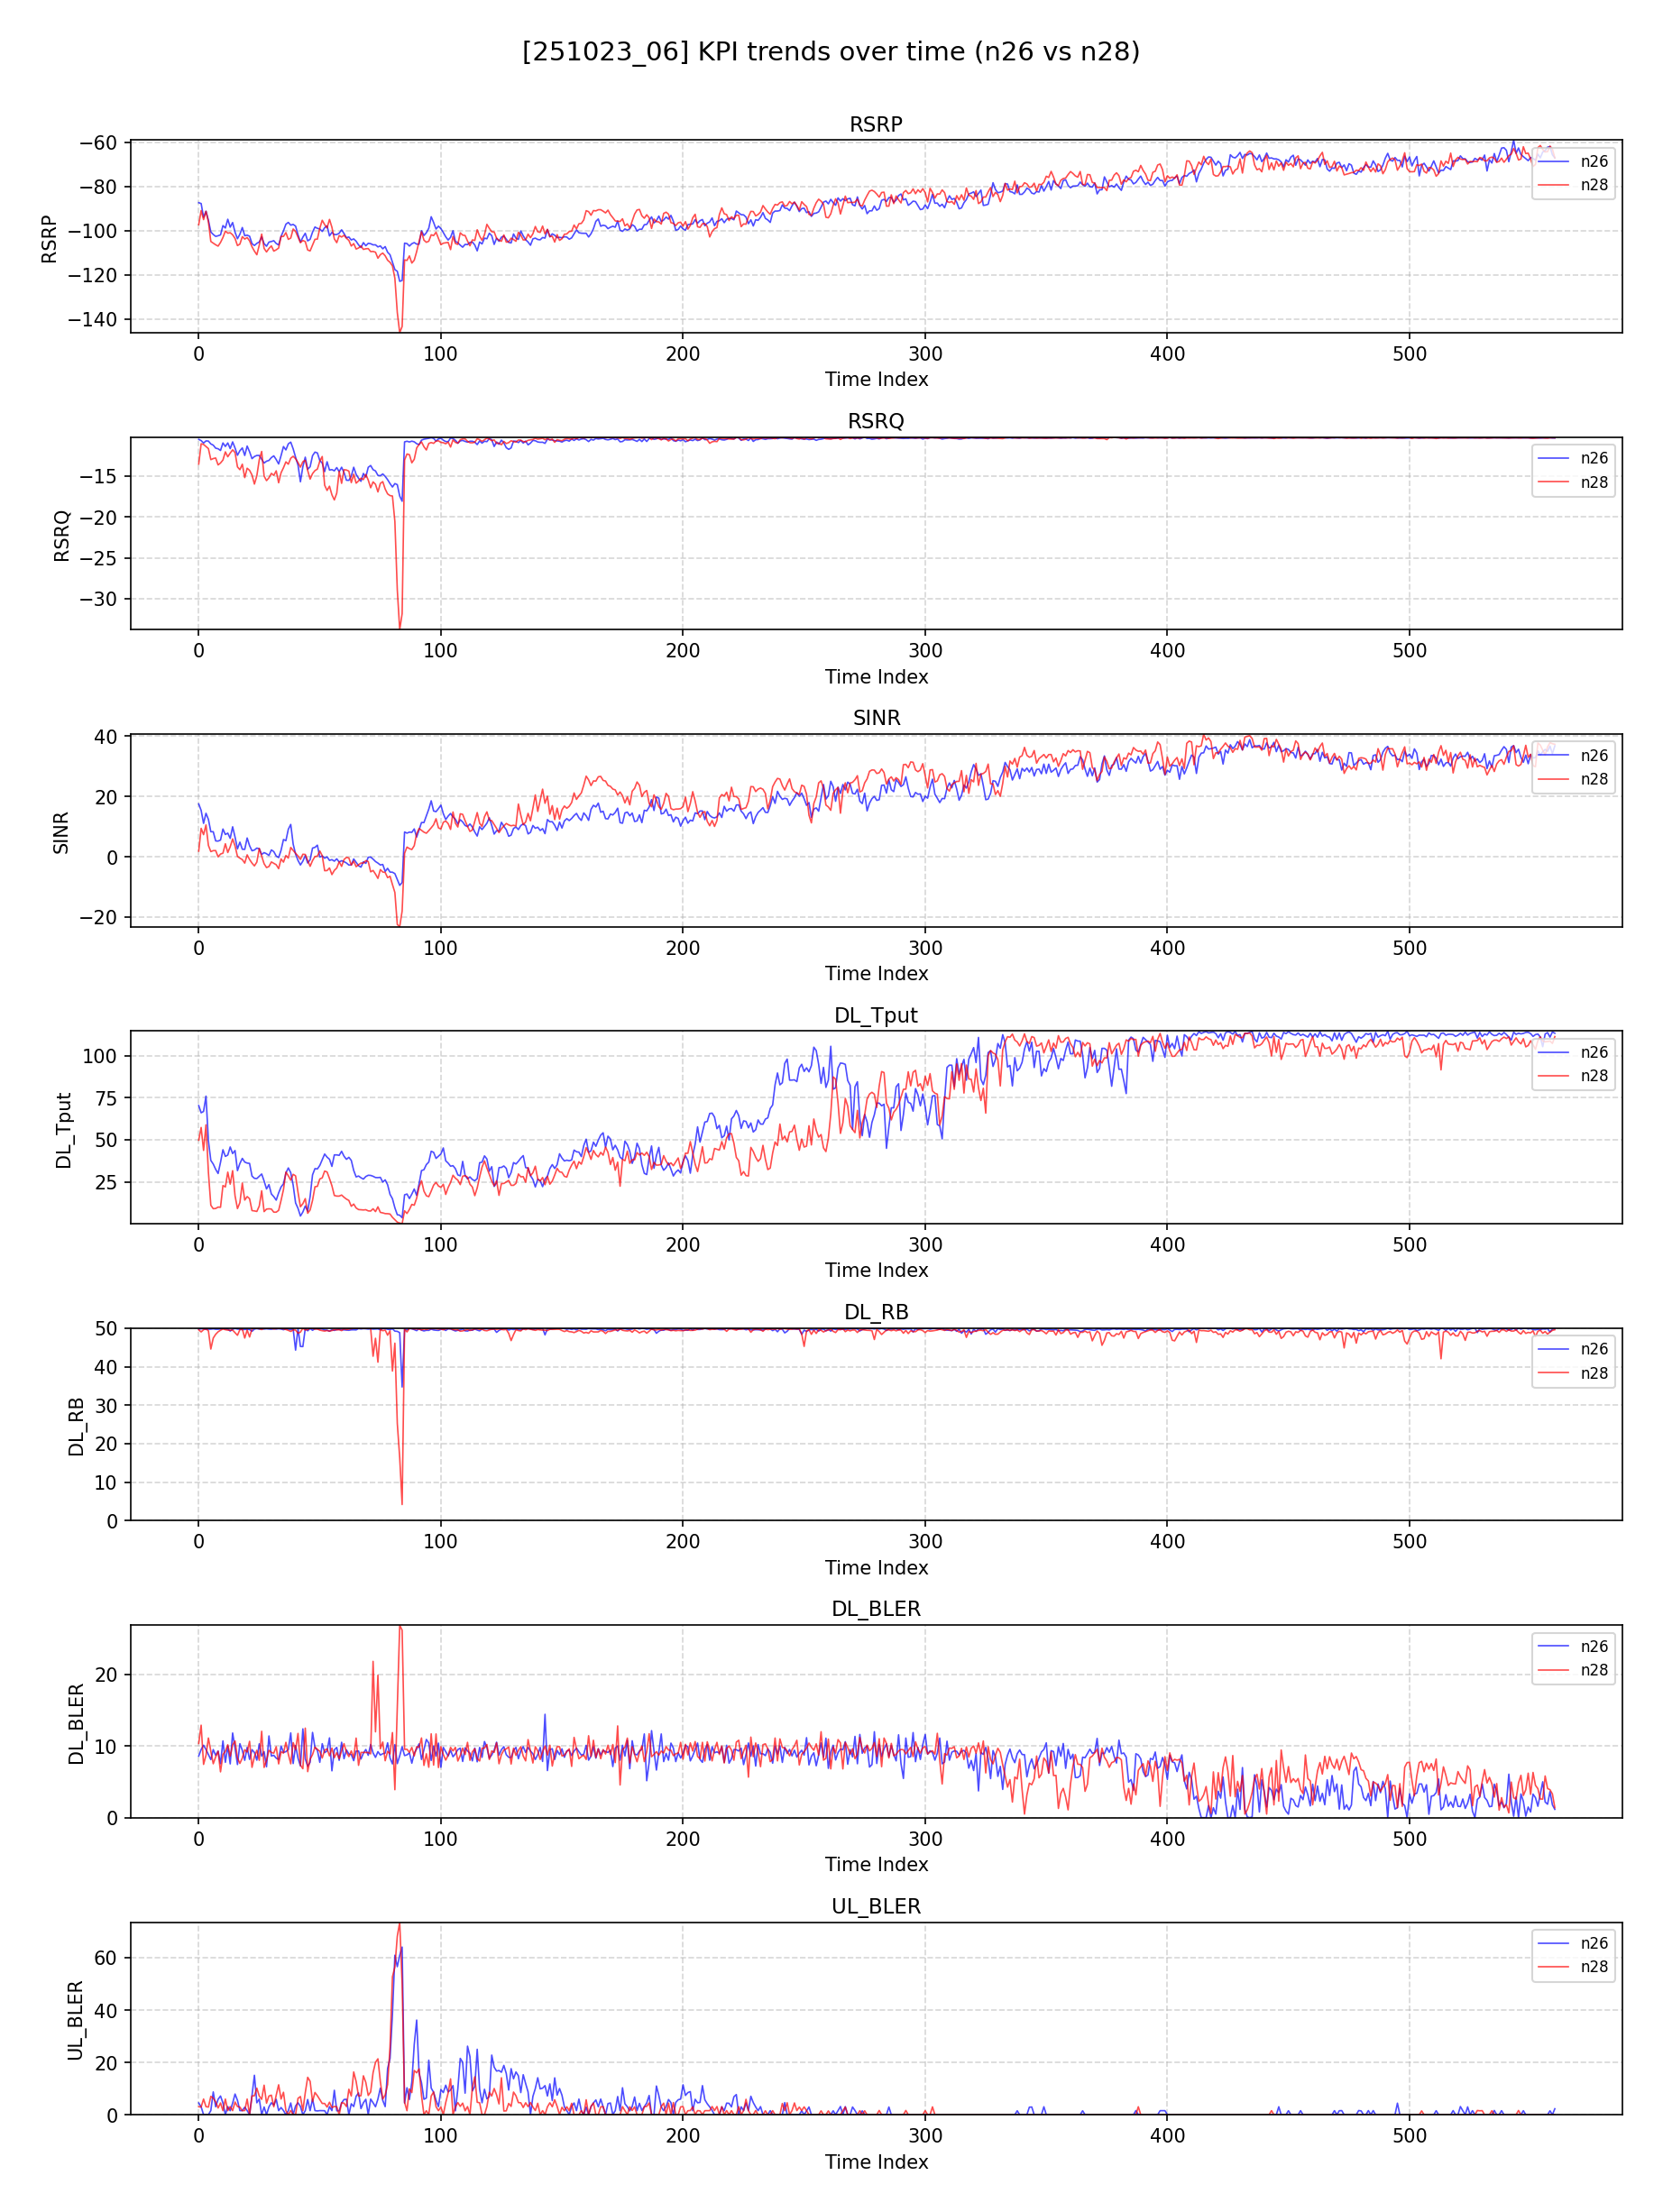 [251023_06] KPI trends over time (n26 vs n28)
RSRP
−60
−80
−100
−120
−140
RSRP
n26
n28
0 100 200 300 400 500
Time Index
RSRQ
−15
−20
−25
−30
RSRQ
n26
n28
0 100 200 300 400 500
Time Index
SINR
40
20
0
−20
SINR
n26
n28
0 100 200 300 400 500
Time Index
DL_Tput
100
75
50
25
DL_Tput
n26
n28
0 100 200 300 400 500
Time Index
DL_RB
50
40
30
20
10
0
DL_RB
n26
n28
0 100 200 300 400 500
Time Index
DL_BLER
20
10
0
DL_BLER
n26
n28
0 100 200 300 400 500
Time Index
UL_BLER
60
40
20
0
UL_BLER
n26
n28
0 100 200 300 400 500
Time Index